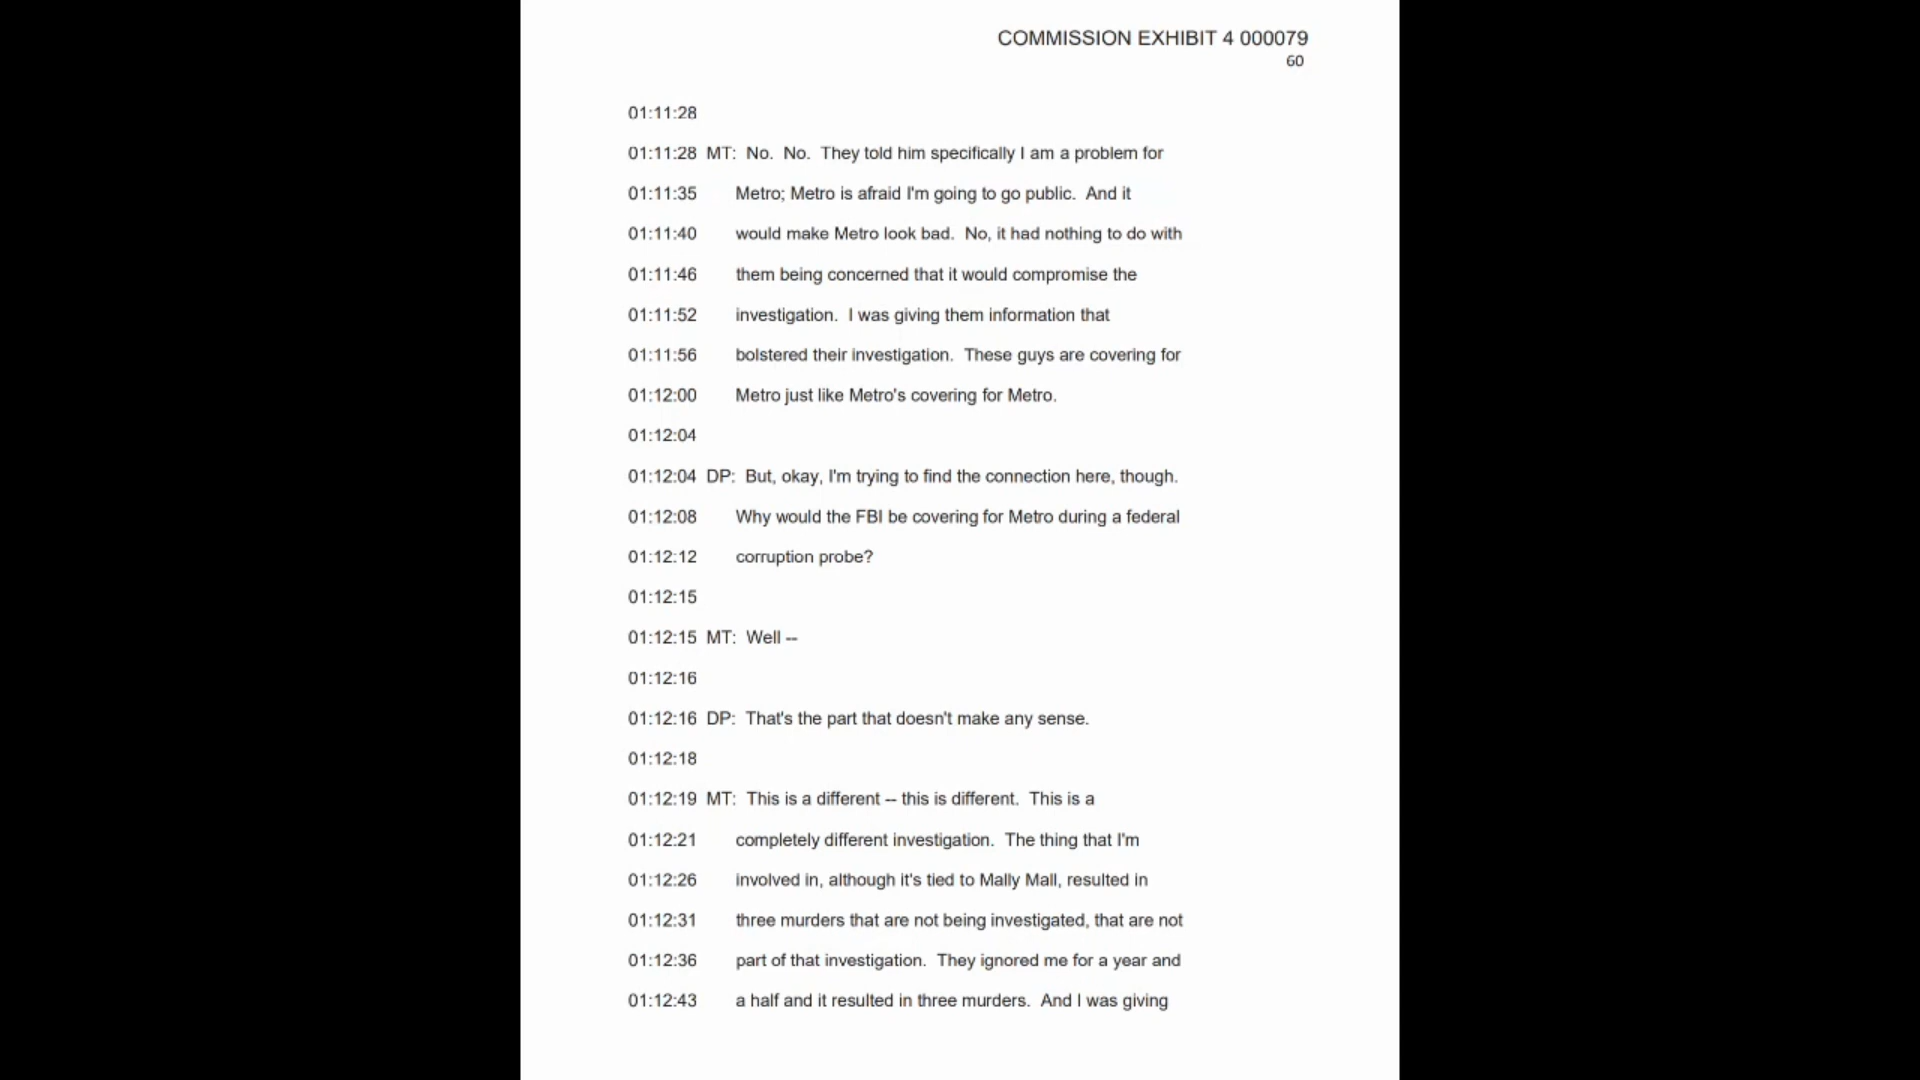 COMMISSION EXHIBIT 4 000079
60
01:11:28
01:11:28 MT: No. No. They told him specifically I am a problem for
01:11:35 Metro; Metro is afraid I'm going to go public. And it
01:11:40 would make Metro look bad. No, it had nothing to do with
01:11:46 them being concerned that it would compromise the
01:11:52 investigation. I was giving them information that
01:11:56 bolstered their investigation. These guys are covering for
01:12:00 Metro just like Metro's covering for Metro.
01:12:04
01:12:04 DP: But, okay, I'm trying to find the connection here, though.
01:12:08 Why would the FBI be covering for Metro during a federal
01:12:12 corruption probe?
01:12:15
01:12:15 MT: Well --
01:12:16
01:12:16 DP: That's the part that doesn't make any sense.
01:12:18
01:12:19 MT: This is a different -- this is different. This is a
01:12:21 completely different investigation. The thing that I'm
01:12:26 involved in, although it's tied to Mally Mall, resulted in
01:12:31 three murders that are not being investigated, that are not
01:12:36 part of that investigation. They ignored me for a year and
01:12:43 a half and it resulted in three murders. And I was giving